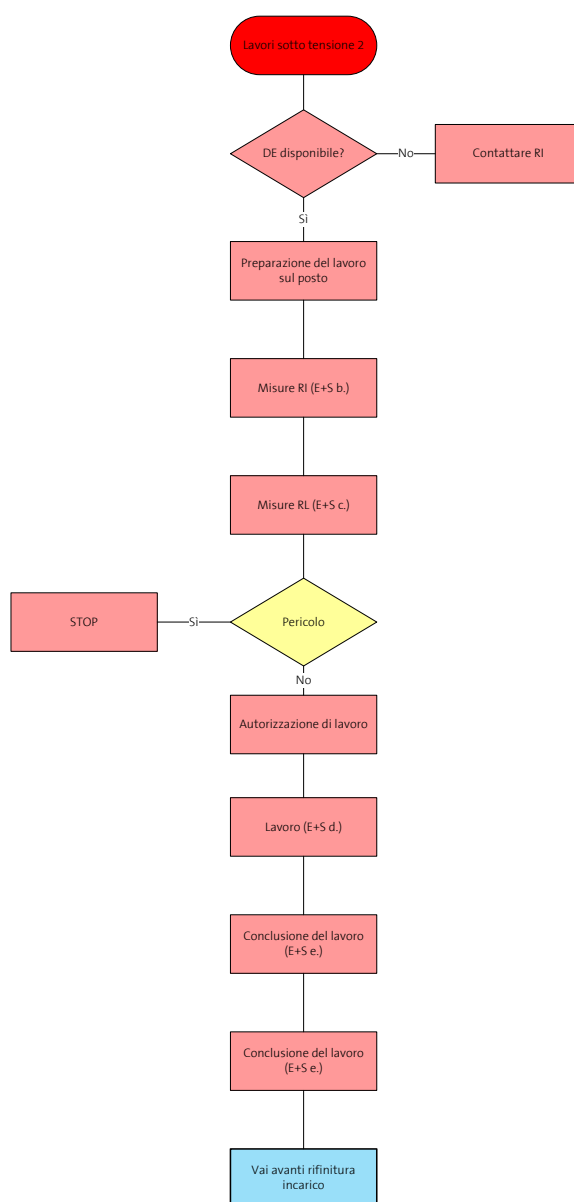 Lavori sotto tensione 2
DE disponibile?
No
Contattare RI
Sì
Preparazione del lavoro
sul posto
Misure RI (E+S b.)
Misure RL (E+S c.)
STOP
Sì
Pericolo
No
Autorizzazione di lavoro
Lavoro (E+S d.)
Conclusione del lavoro
(E+S e.)
Conclusione del lavoro
(E+S e.)
Vai avanti rifinitura
incarico